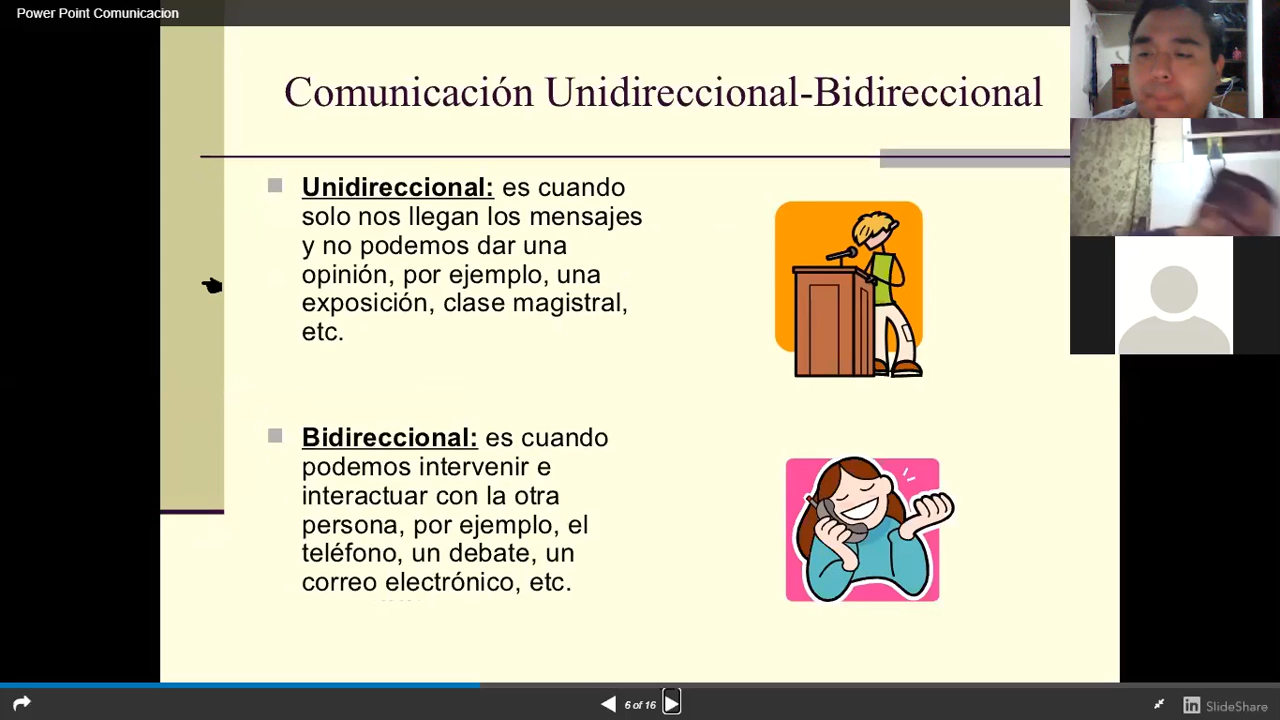 Power Point Comunicacion
Comunicación Unidireccional-Bidireccional
Unidireccional: es cuando
solo nos llegan los mensajes
y no podemos dar una
opinión, por ejemplo, una
exposición, clase magistral,
etc.
Bidireccional: es cuando
podemos intervenir e
interactuar con la otra
persona, por ejemplo, el
teléfono, un debate, un
correo electrónico, etc.
6 of 16
in SlideShare